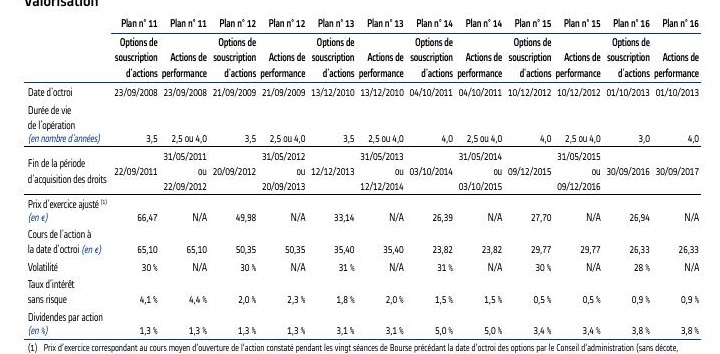 Valorisation
Plan n° 11 Plan n° 11 Plan n° 12 Plan n° 12 Plan n° 13 Plan n° 13 Plan n° 14 Plan n° 14 Plan n° 15 Plan n° 15 Plan n° 16 Plan n° 16
Options de Options de Options de Options de Options de Options de
souscription Actions de souscription Actions de souscription Actions de souscription Actions de souscription Actions de souscription Actions de
d'actions performance d'actions performance d'actions performance d'actions performance d'actions performance d'actions performance
Date d'octroi 23/09/2008 23/09/2008 21/09/2009 21/09/2009 13/12/2010 13/12/2010 04/10/2011 04/10/2011 10/12/2012 10/12/2012 01/10/2013 01/10/2013
Durée de vie
de l'opération
(en nombre d'années) 3,5 2,5 ou 4,0 3,5 2,5 ou 4,0 3,5 2,5 ou 4,0 4,0 2,5 ou 4,0 4,0 2,5 ou 4,0 3,0 4,0
31/05/2011 31/05/2012 31/05/2013 31/05/2014 31/05/2015
Fin de la période
d'acquisition des droits 22/09/2011 ou 20/09/2012 ou 12/12/2013 ou 03/10/2014 ou 09/12/2015 ou 30/09/2016 30/09/2017
22/09/2012 20/09/2013 12/12/2014 03/10/2015 09/12/2016
Prix d'exercice ajusté (1)
(en €) 66,47 N/A 49,98 N/A 33,14 N/A 26,39 N/A 27,70 N/A 26,94 N/A
Cours de l'action à
la date d'octroi (en €) 65,10 65,10 50,35 50,35 35,40 35,40 23,82 23,82 29,77 29,77 26,33 26,33
Volatilité 30 % N/A 30 % N/A 31 % N/A 31 % N/A 30 % N/A 28 % N/A
Taux d'intérêt
sans risque 4,1 % 4,4 % 2,0 % 2,3 % 1,8 % 2,0 % 1,5 % 1,5 % 0,5 % 0,5 % 0,9 % 0,9 %
Dividendes par action
(en %) 1,3 % 1,3 % 1,3 % 1,3 % 3,1 % 3,1 % 5,0 % 5,0 % 3,4 % 3,4 % 3,8 % 3,8 %
(1) Prix d'exercice correspondant au cours moyen d'ouverture de l'action constaté pendant les vingt séances de Bourse précédant la date d'octroi des options par le Conseil d'administration (sans décote,